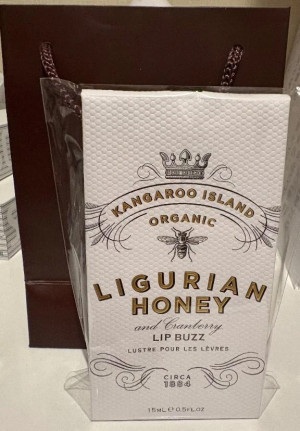 KANGAROO ISLAND
ORGANIC
LIGURIAN
HONEY
and Cranberry
LIP BUZZ
LUSTRE POUR LES LÈVRES
CIRCA
1884
15ML ℮ 0.5FL.OZ